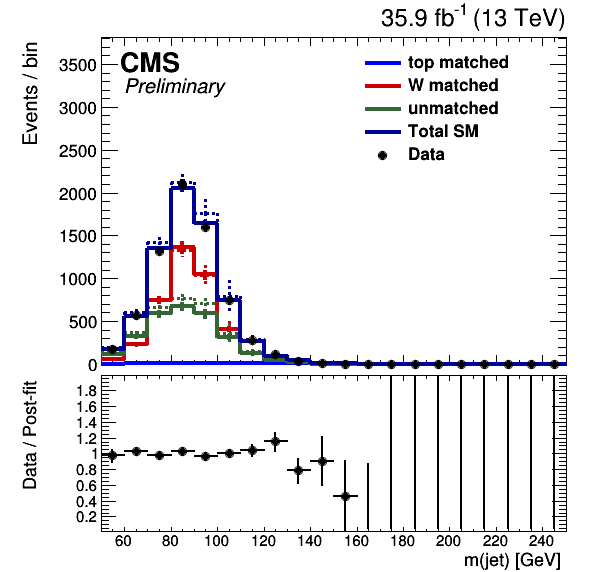 35.9 fb⁻¹ (13 TeV)
CMS
Preliminary
top matched
W matched
unmatched
Total SM
Data
Events / bin
3500
3000
2500
2000
1500
1000
500
0
Data / Post-fit
1.8
1.6
1.4
1.2
1
0.8
0.6
0.4
0.2
60 80 100 120 140 160 180 200 220 240
m(jet) [GeV]